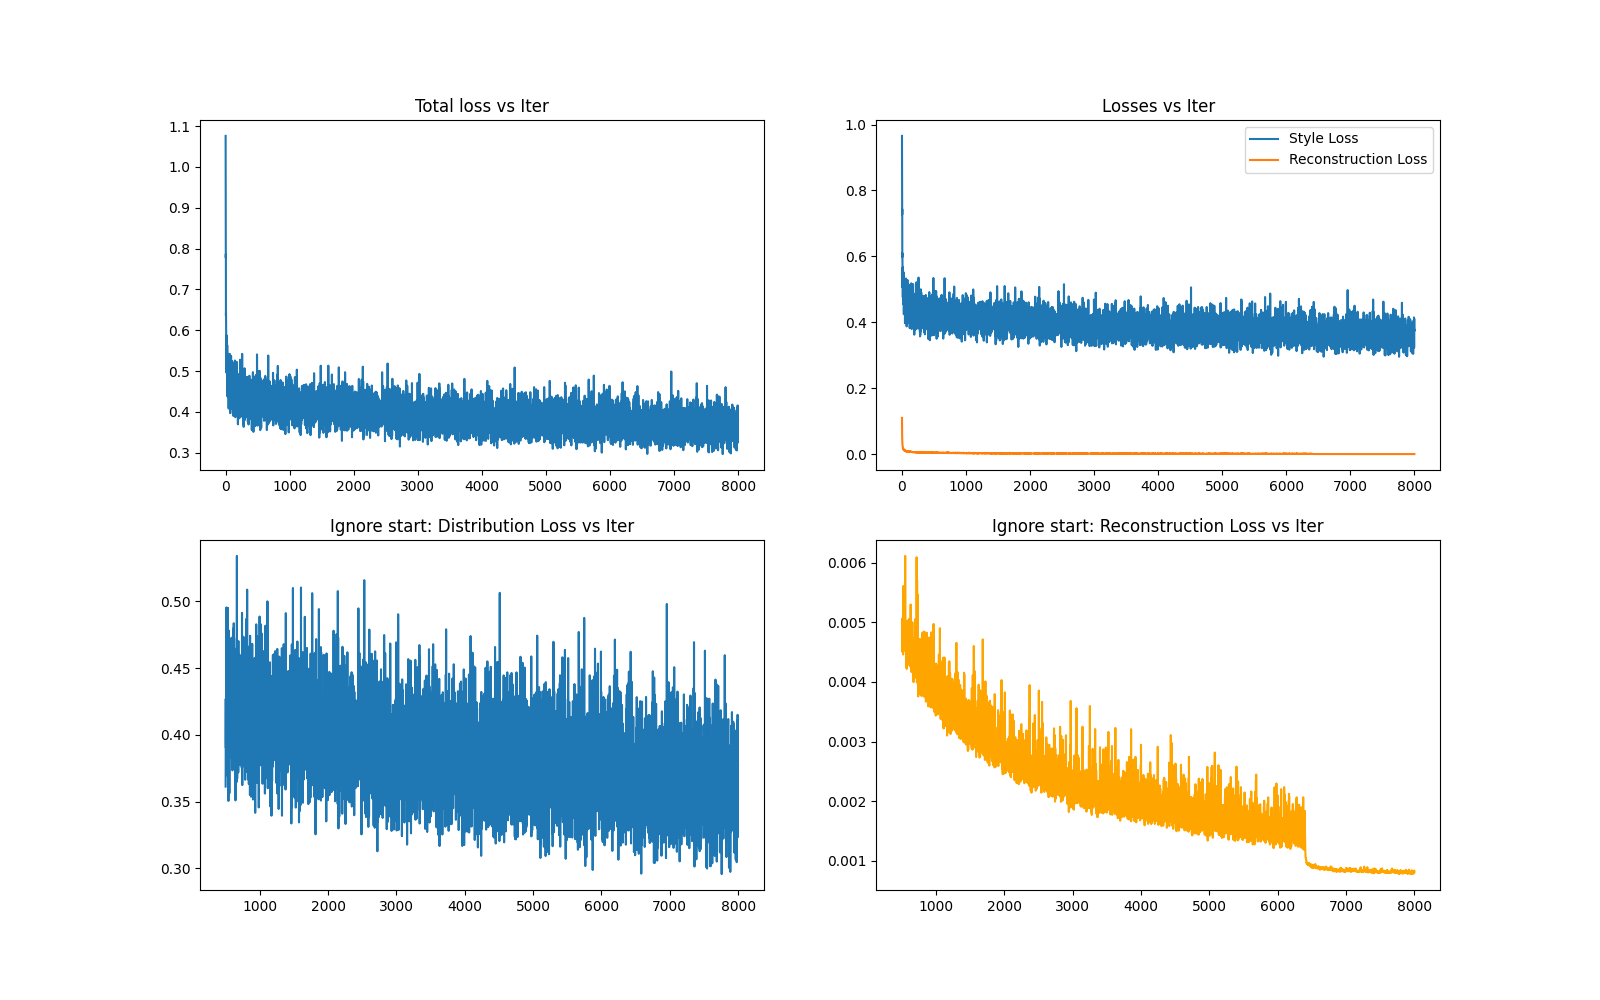 Total loss vs Iter
1.1
1.0
0.9
0.8
0.7
0.6
0.5
0.4
0.3
0 1000 2000 3000 4000 5000 6000 7000 8000
Losses vs Iter
Style Loss
Reconstruction Loss
1.0
0.8
0.6
0.4
0.2
0.0
0 1000 2000 3000 4000 5000 6000 7000 8000
Ignore start: Distribution Loss vs Iter
0.50
0.45
0.40
0.35
0.30
1000 2000 3000 4000 5000 6000 7000 8000
Ignore start: Reconstruction Loss vs Iter
0.006
0.005
0.004
0.003
0.002
0.001
1000 2000 3000 4000 5000 6000 7000 8000